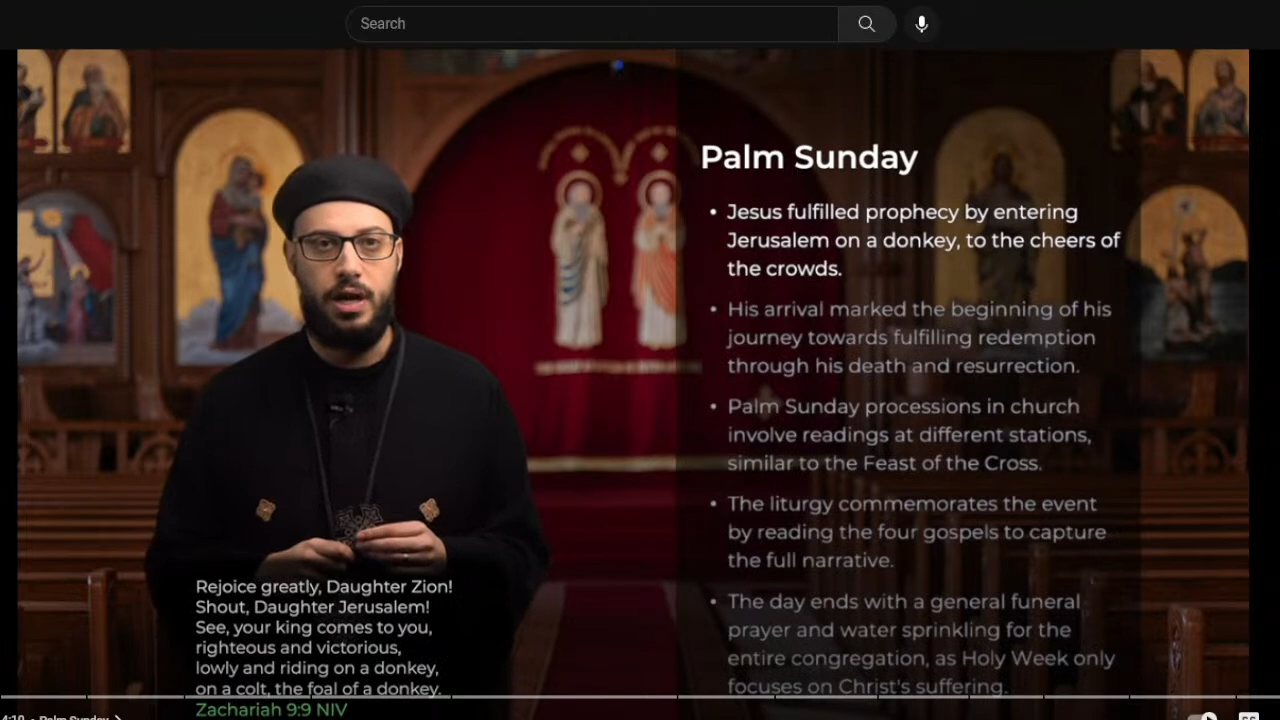 Search
Palm Sunday
• Jesus fulfilled prophecy by entering
Jerusalem on a donkey, to the cheers of
the crowds.
• His arrival marked the beginning of his
journey towards fulfilling redemption
through his death and resurrection.
• Palm Sunday processions in church
involve readings at different stations,
similar to the Feast of the Cross.
• The liturgy commemorates the event
by reading the four gospels to capture
the full narrative.
• The day ends with a general funeral
prayer and water sprinkling for the
entire congregation, as Holy Week only
focuses on Christ's suffering.
Rejoice greatly, Daughter Zion!
Shout, Daughter Jerusalem!
See, your king comes to you,
righteous and victorious,
lowly and riding on a donkey,
on a colt, the foal of a donkey.
Zachariah 9:9 NIV
4:10 • Palm Sunday